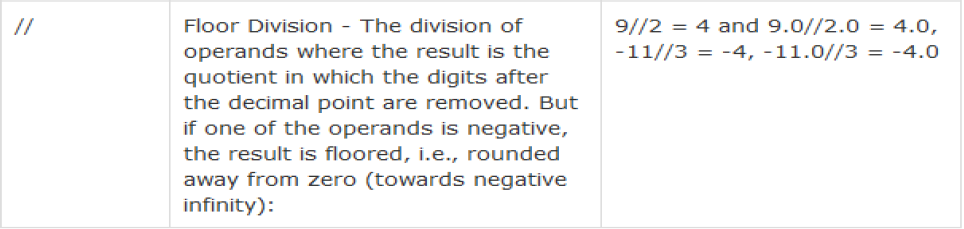 //
Floor Division - The division of
operands where the result is the
quotient in which the digits after
the decimal point are removed. But
if one of the operands is negative,
the result is floored, i.e., rounded
away from zero (towards negative
infinity):
9//2 = 4 and 9.0//2.0 = 4.0,
-11//3 = -4, -11.0//3 = -4.0